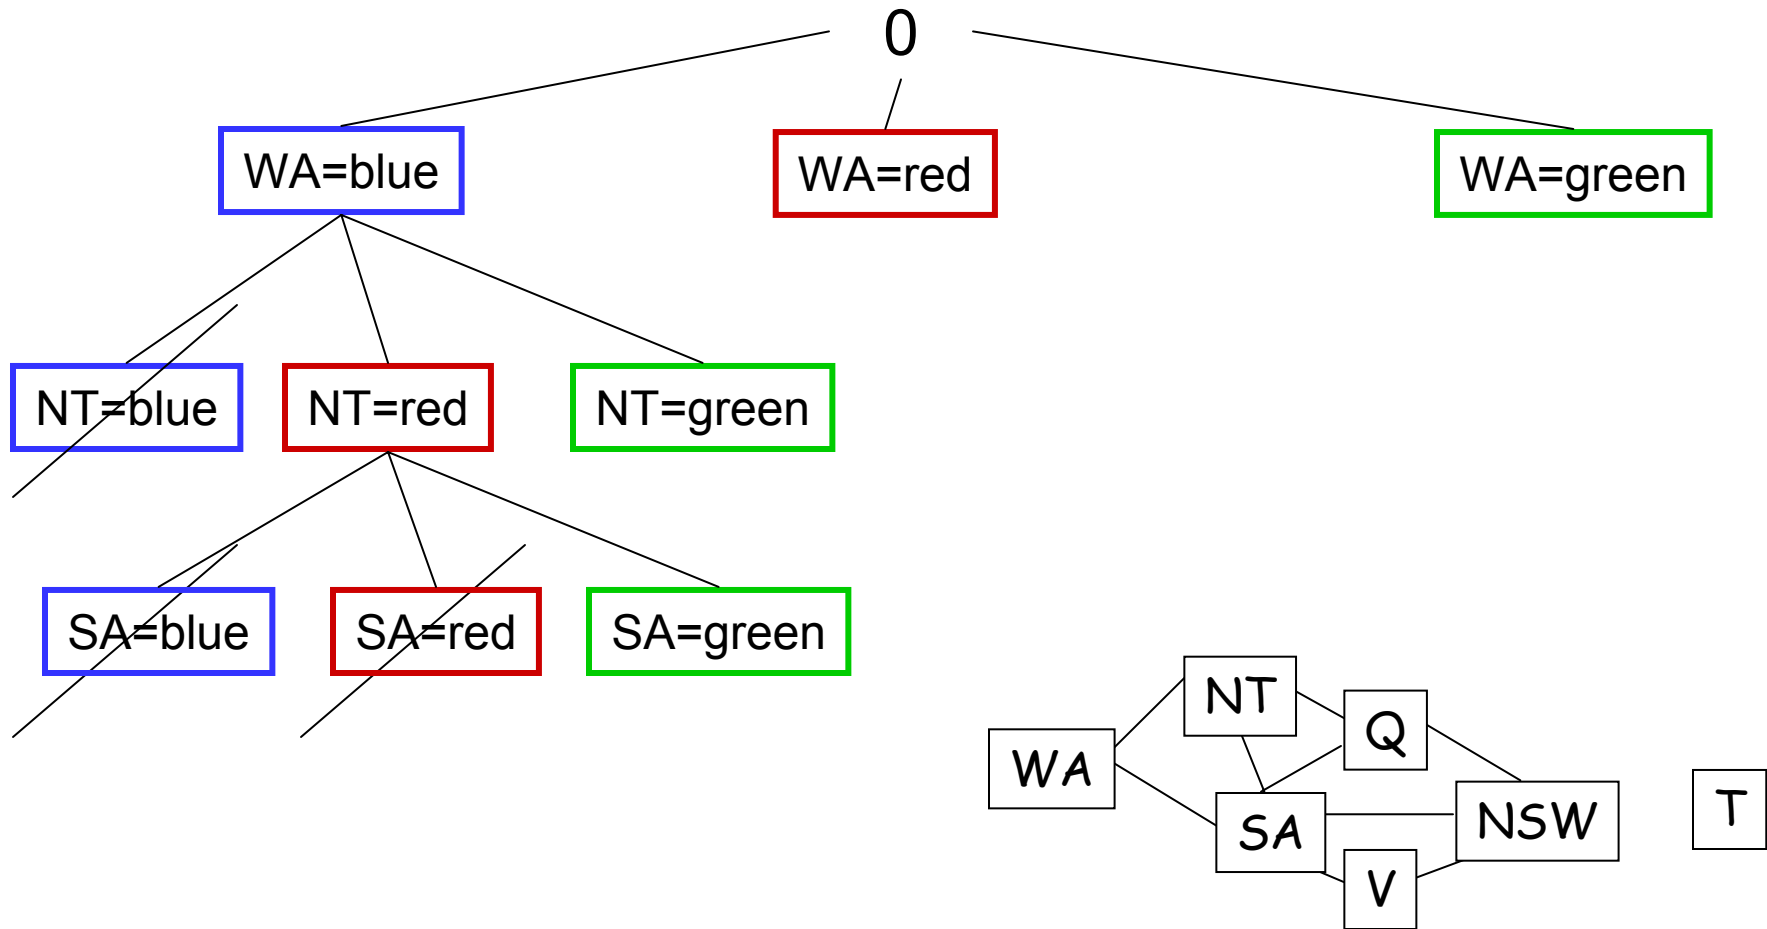 0
WA=blue
WA=red
WA=green
NT=blue
NT=red
NT=green
SA=blue
SA=red
SA=green
NT
Q
WA
SA
NSW
T
V